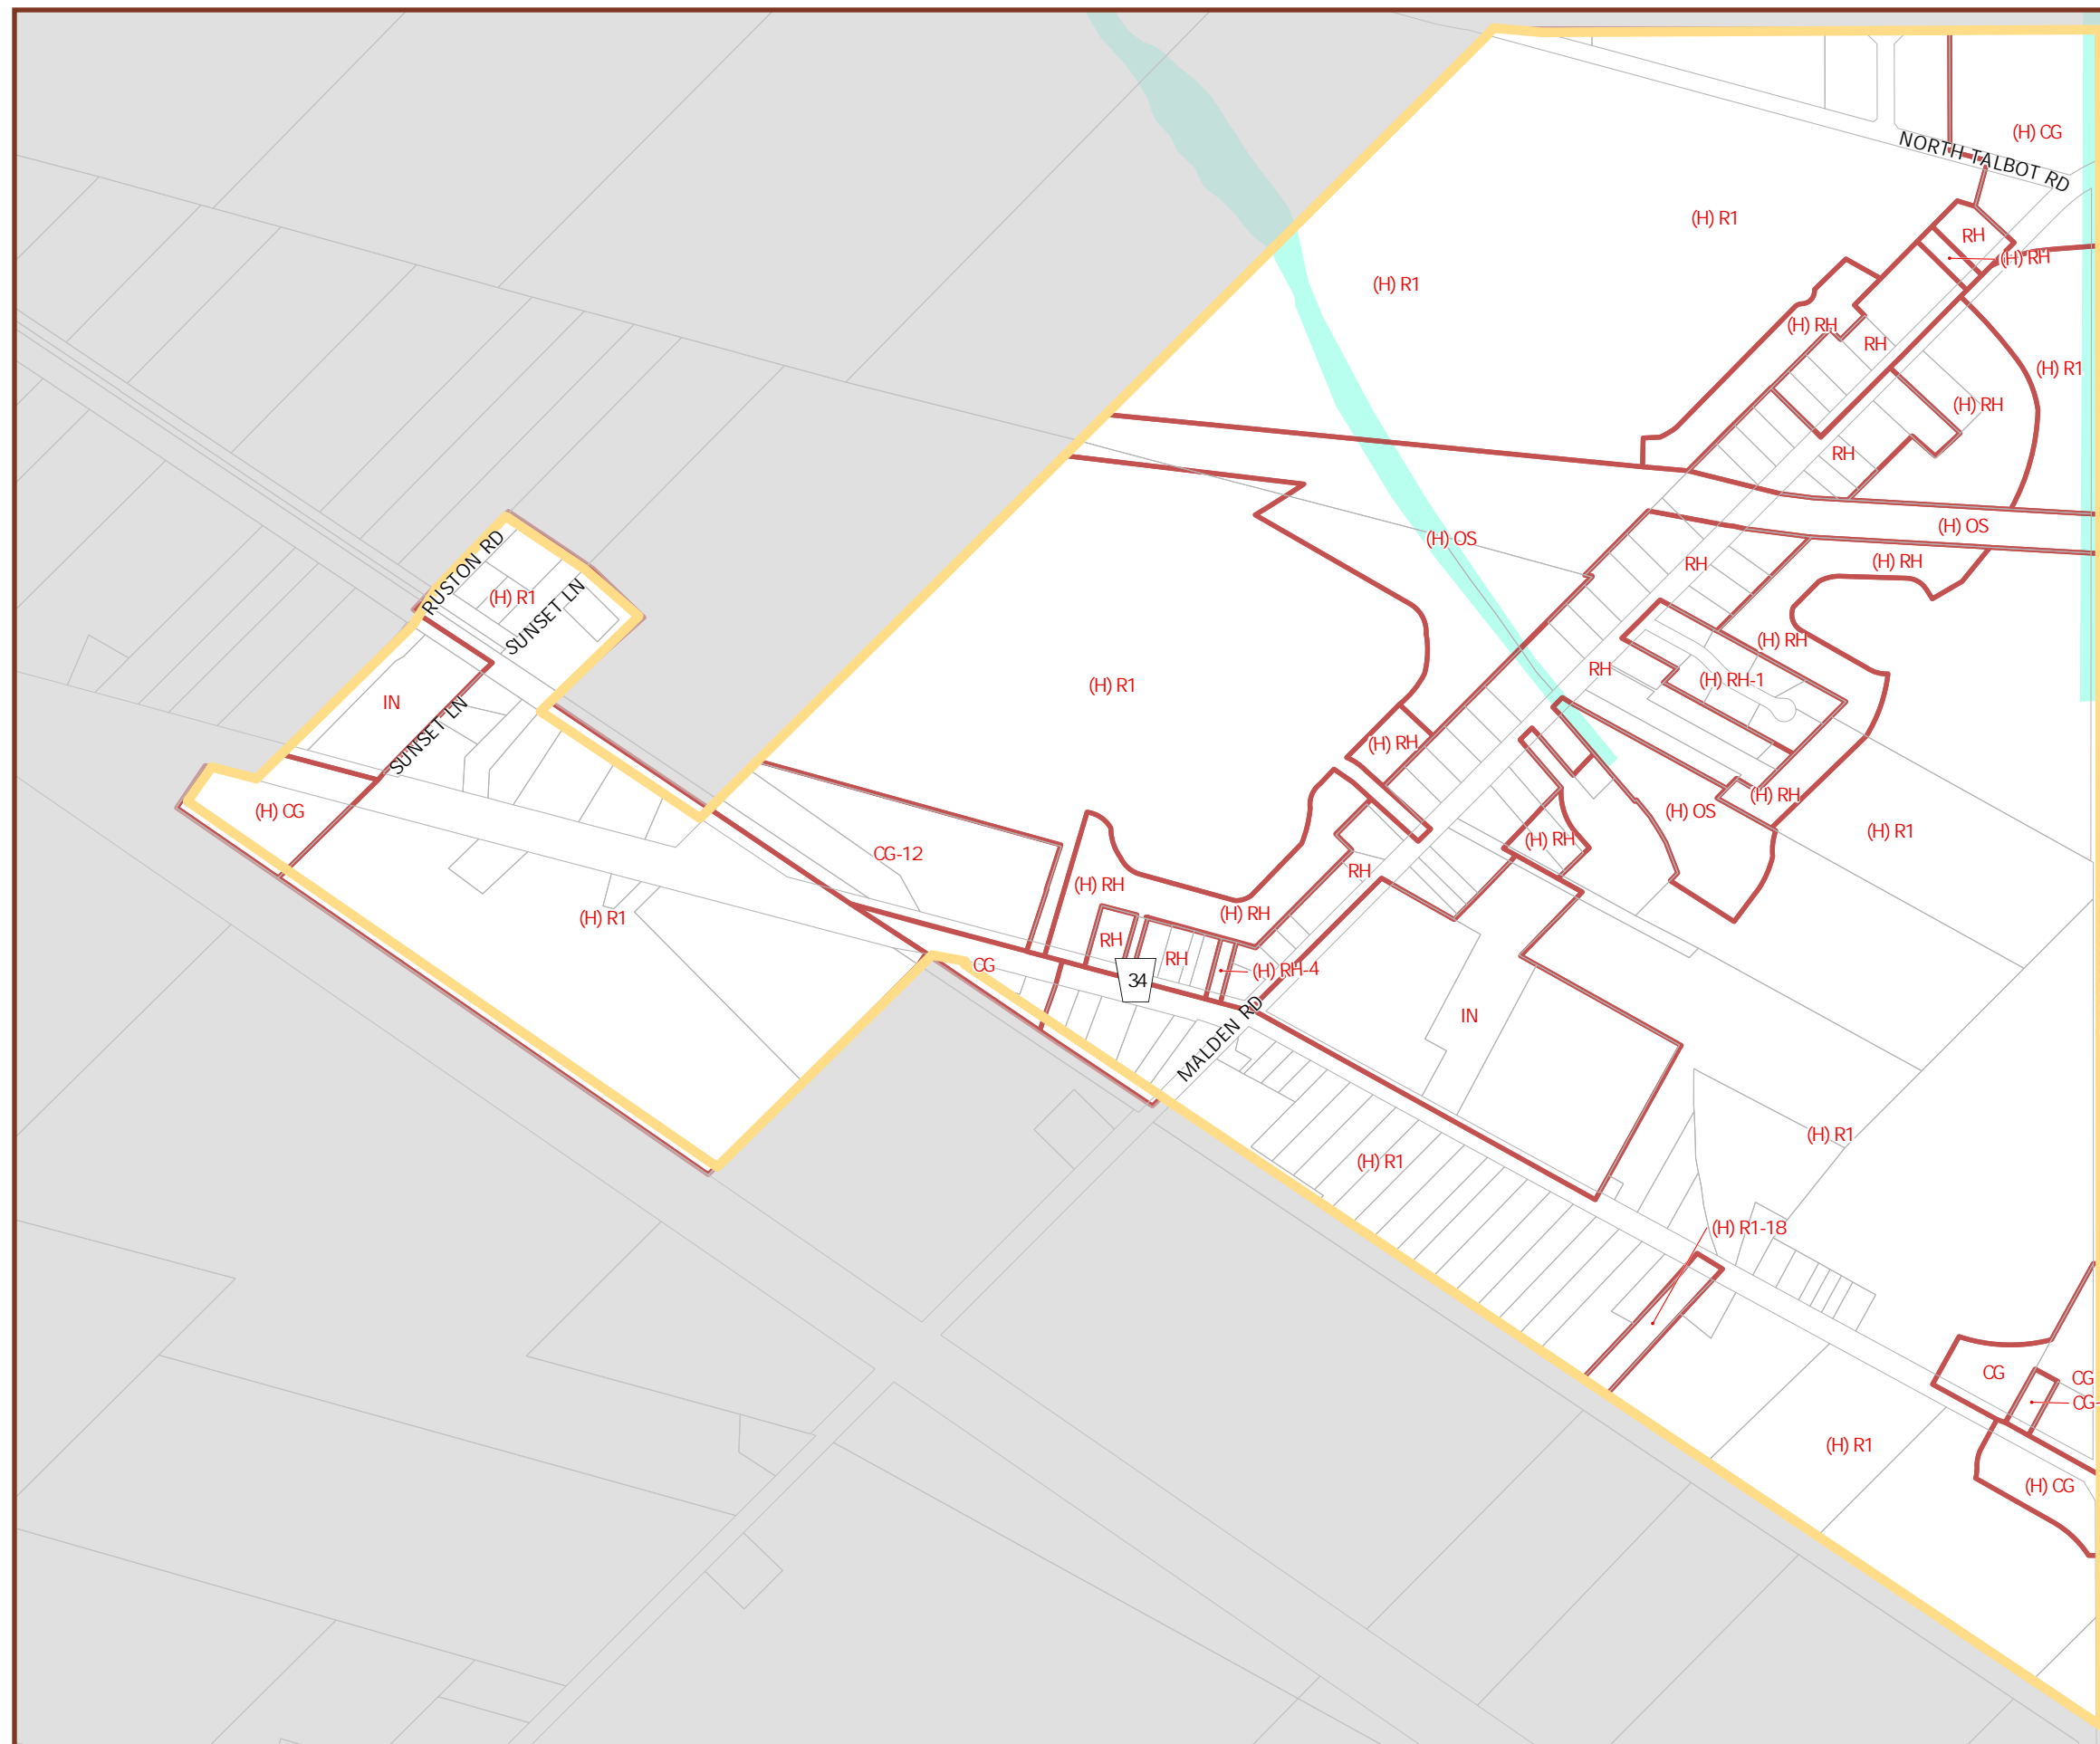 (H) CG
NORTH TALBOT RD
(H) R1
RH
(H) RH
(H) R1
(H) RH
RH
(H) R1
(H) RH
RH
(H) OS
(H) OS
(H) RH
RH
RUSTON RD
(H) R1
SUNSET LN
(H) RH
RH
(H) RH-1
(H) R1
IN
SUNSET LN
(H) RH
(H) RH
(H) CG
(H) OS
(H) R1
(H) RH
CG-12
RH
(H) RH
(H) RH
(H) R1
RH
RH
CG
(H) RH-4
34
IN
MALDEN RD
(H) R1
(H) R1
(H) R1-18
CG
CG
CG-
(H) R1
(H) CG